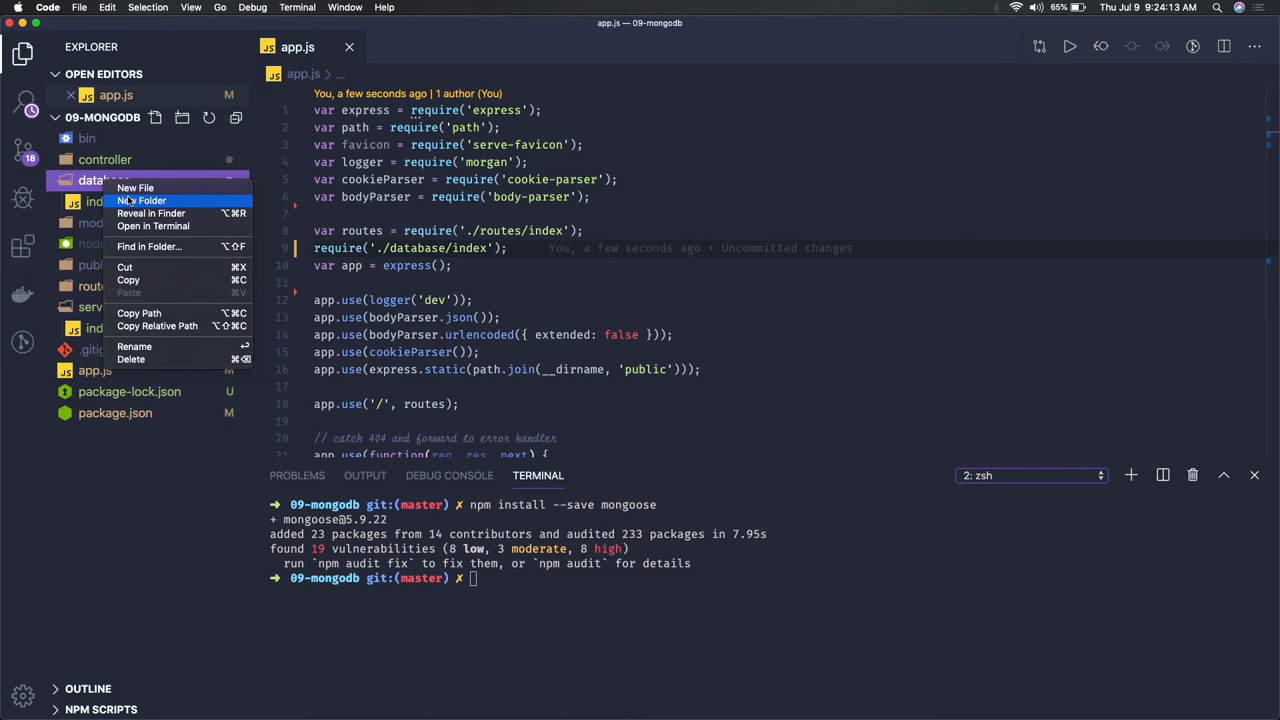 Code File Edit Selection View Go Debug Terminal Window Help
65% Thu Jul 9 9:24:13 AM
app.js — 09-mongodb
EXPLORER
OPEN EDITORS
app.js M
09-MONGODB
bin
controller
New File
New Folder
Reveal in Finder ⌥⌘R
Open in Terminal
Find in Folder... ⌥⇧F
Cut ⌘X
Copy ⌘C
Paste ⌘V
Copy Path ⌥⌘C
Copy Relative Path ⌥⇧⌘C
Rename ↩
Delete ⌘⌫
app.js M
package-lock.json U
package.json M
18
OUTLINE
NPM SCRIPTS
JS app.js
JS app.js > ...
You, a few seconds ago | 1 author (You)
1 var express = require('express');
2 var path = require('path');
3 var favicon = require('serve-favicon');
4 var logger = require('morgan');
5 var cookieParser = require('cookie-parser');
6 var bodyParser = require('body-parser');
7
8 var routes = require('./routes/index');
9 require('./database/index'); You, a few seconds ago • Uncommitted changes
10 var app = express();
12 app.use(logger('dev'));
13 app.use(bodyParser.json());
14 app.use(bodyParser.urlencoded({ extended: false }));
15 app.use(cookieParser());
16 app.use(express.static(path.join(__dirname, 'public')));
18 app.use('/', routes);
19
20 // catch 404 and forward to error handler
21 app.use(function(req, res, next) {
PROBLEMS OUTPUT DEBUG CONSOLE TERMINAL 2: zsh
➜ 09-mongodb git:(master) ✗ npm install --save mongoose
+ mongoose@5.9.22
added 23 packages from 14 contributors and audited 233 packages in 7.95s
found 19 vulnerabilities (8 low, 3 moderate, 8 high)
run `npm audit fix` to fix them, or `npm audit` for details
➜ 09-mongodb git:(master) ✗